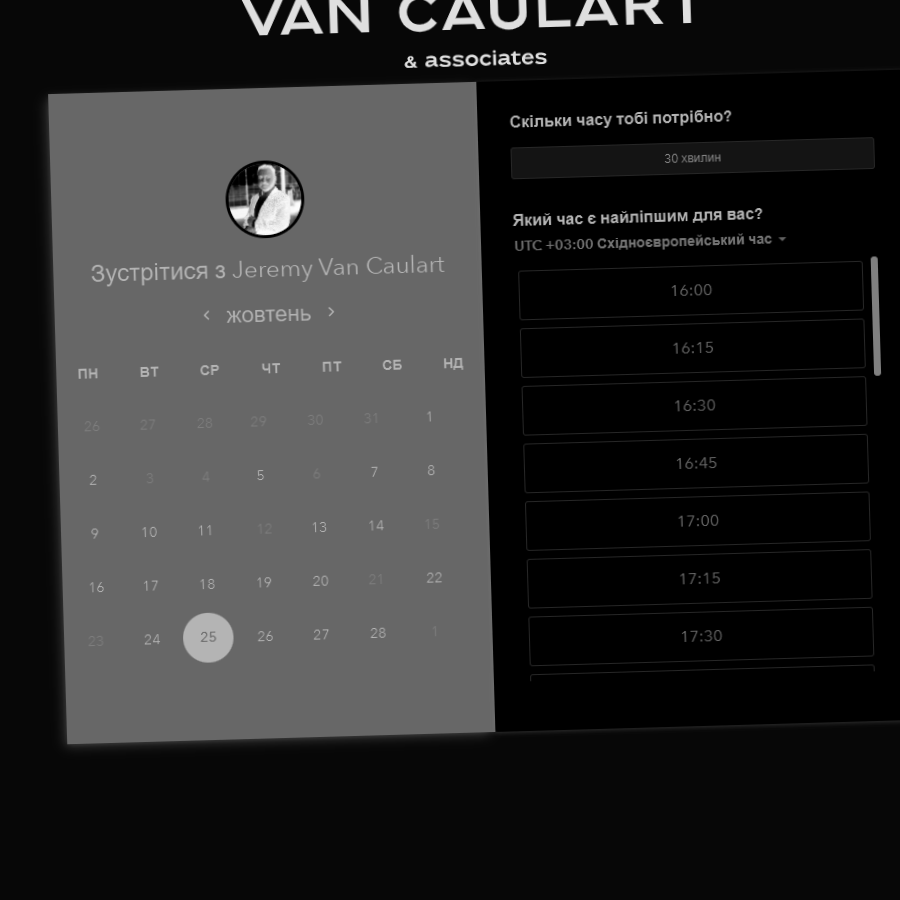 VAN CAULART
& associates
Зустрітися з Jeremy Van Caulart
жовтень
ПН ВТ СР ЧТ ПТ СБ НД
26 27 28 29 30 31 1
2 3 4 5 6 7 8
9 10 11 12 13 14 15
16 17 18 19 20 21 22
23 24 25 26 27 28 1
Скільки часу тобі потрібно?
30 хвилин
Який час є найліпшим для вас?
UTC +03:00 Східноєвропейський час
16:00
16:15
16:30
16:45
17:00
17:15
17:30